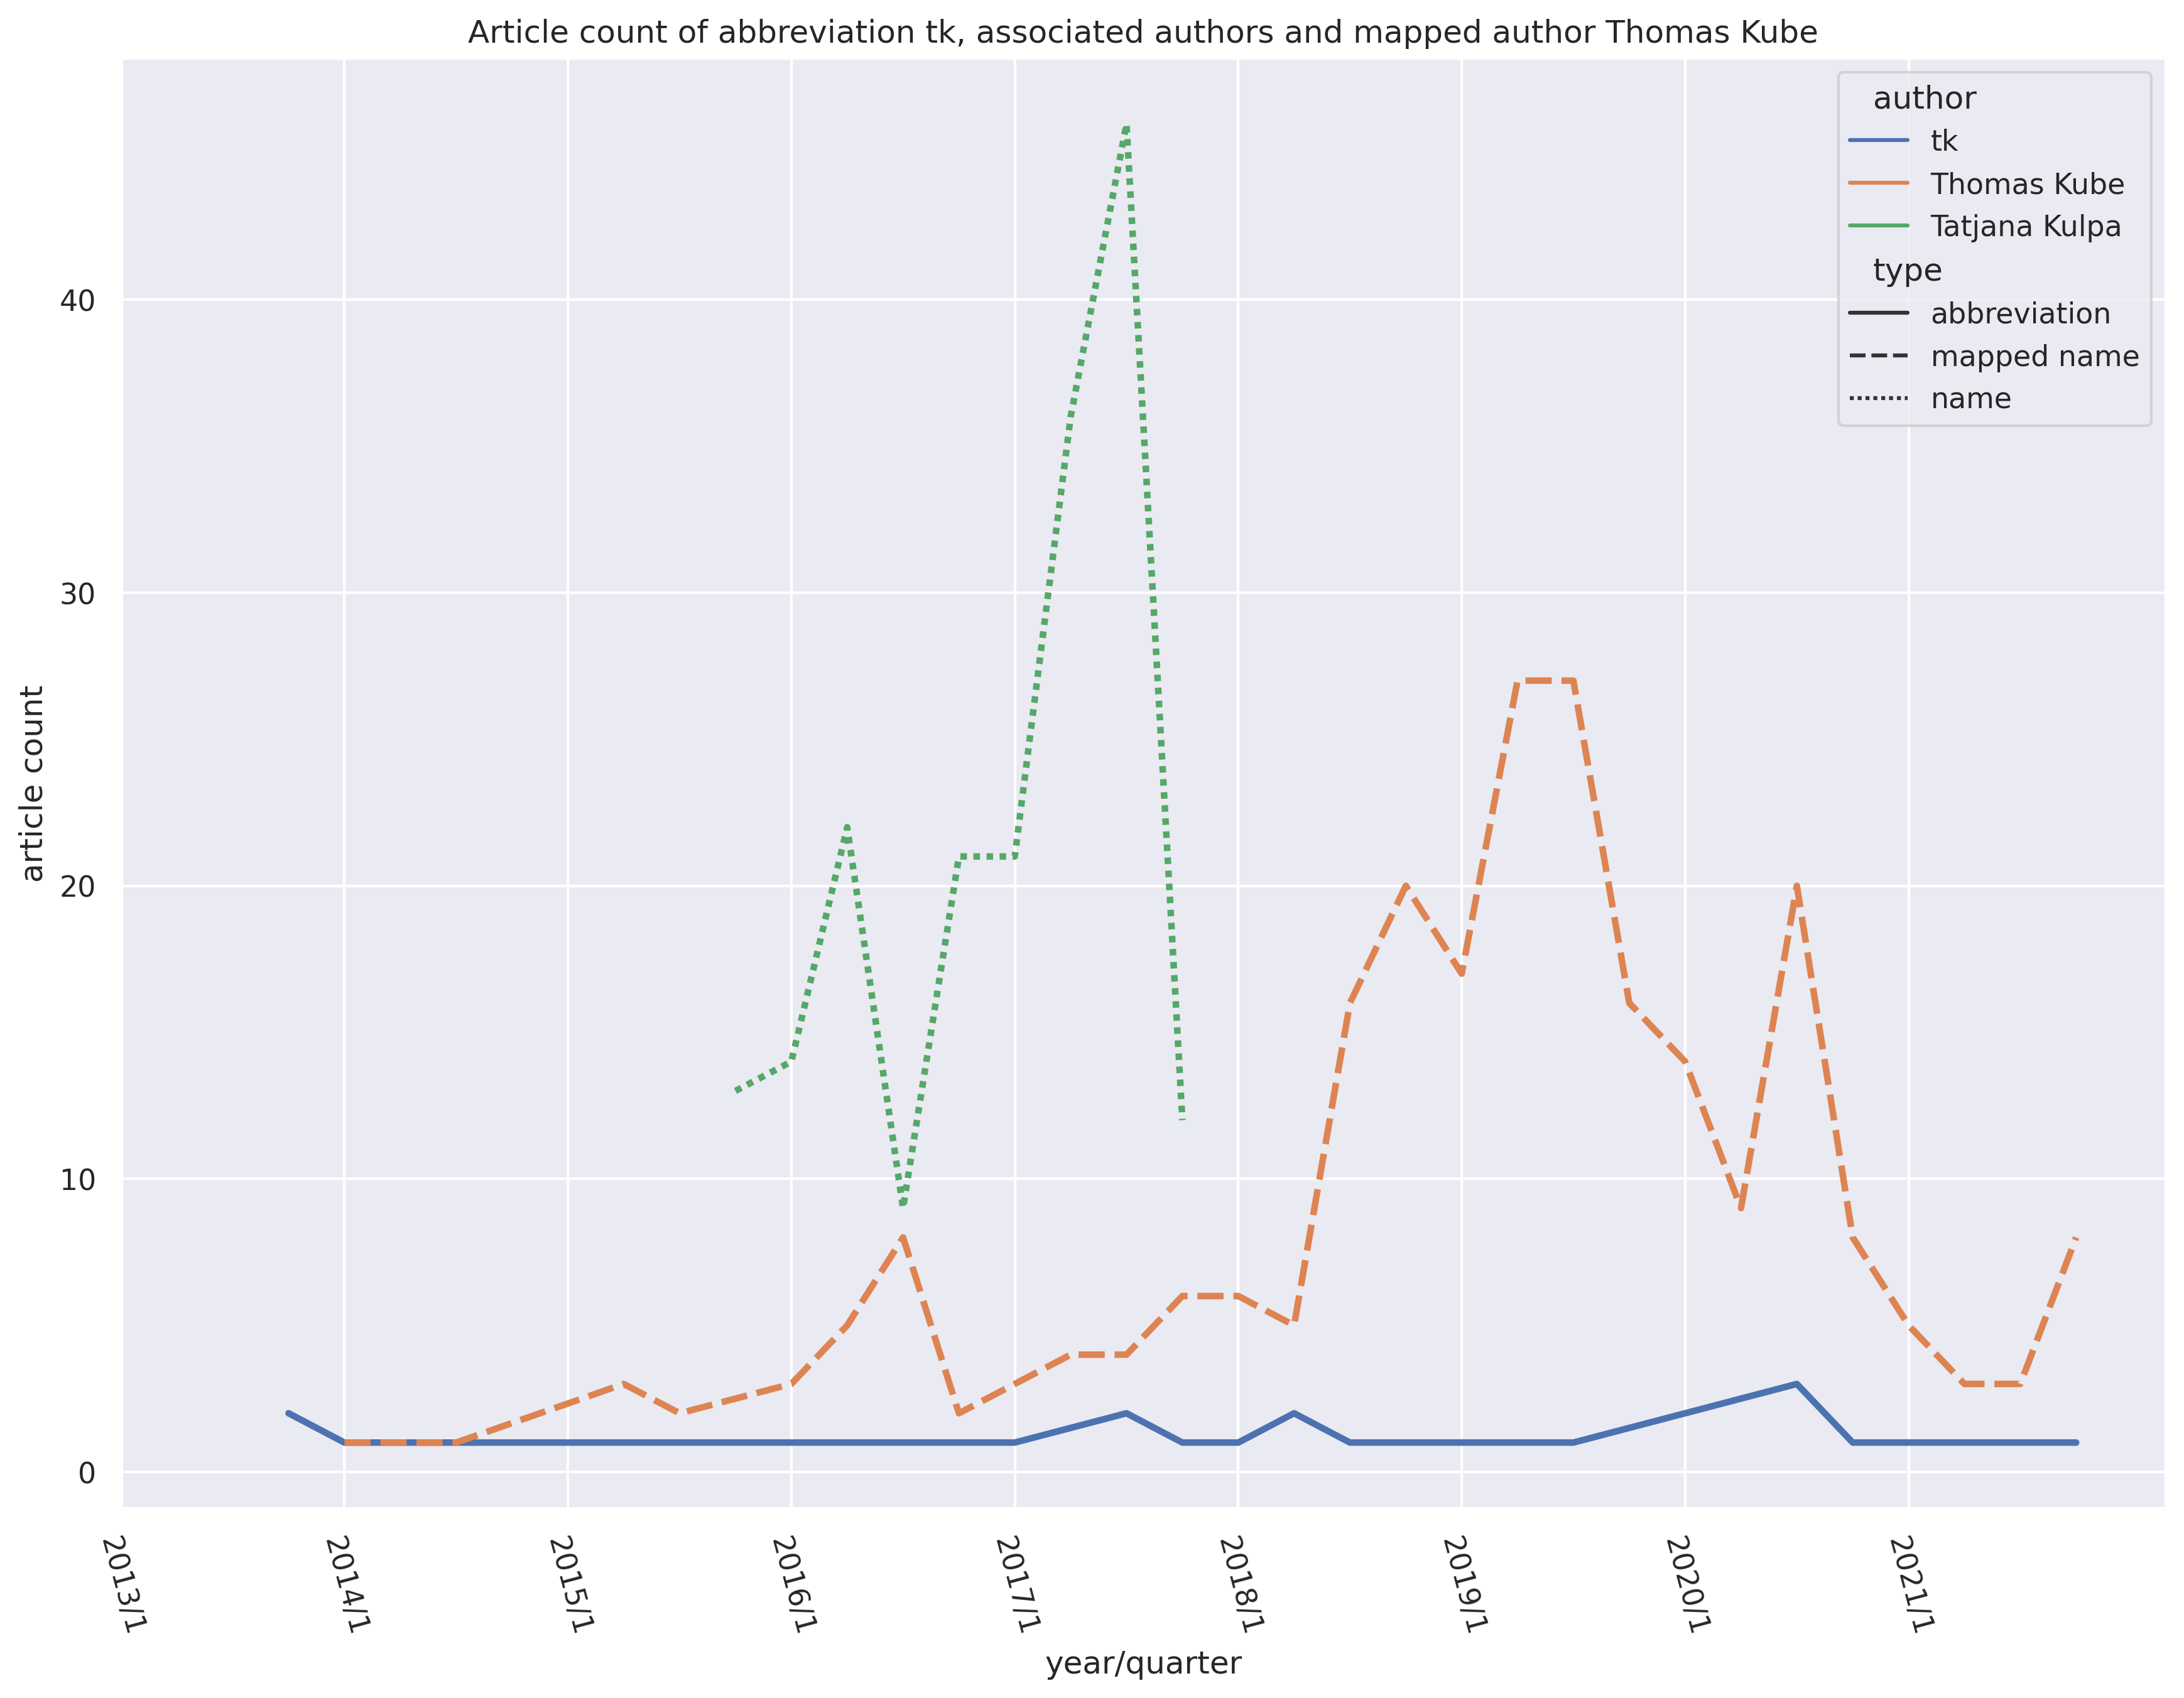 Article count of abbreviation tk, associated authors and mapped author Thomas Kube
author
tk
Thomas Kube
Tatjana Kulpa
type
abbreviation
mapped name
name
article count
40
30
20
10
0
2013/1
2014/1
2015/1
2016/1
2017/1
2018/1
2019/1
2020/1
2021/1
year/quarter